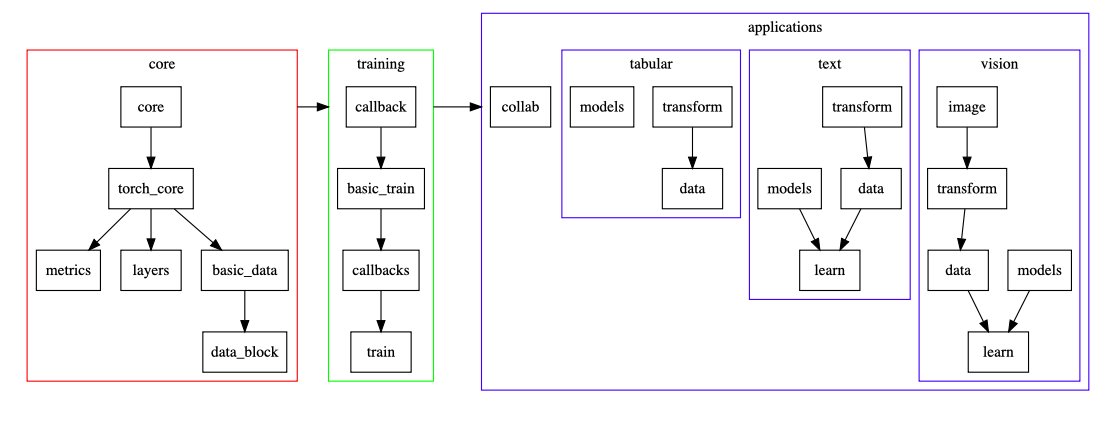 applications
core
training
tabular
text
vision
core
callback
collab
models
transform
transform
image
torch_core
basic_train
data
models
data
transform
metrics
layers
basic_data
callbacks
learn
data
models
data_block
train
learn